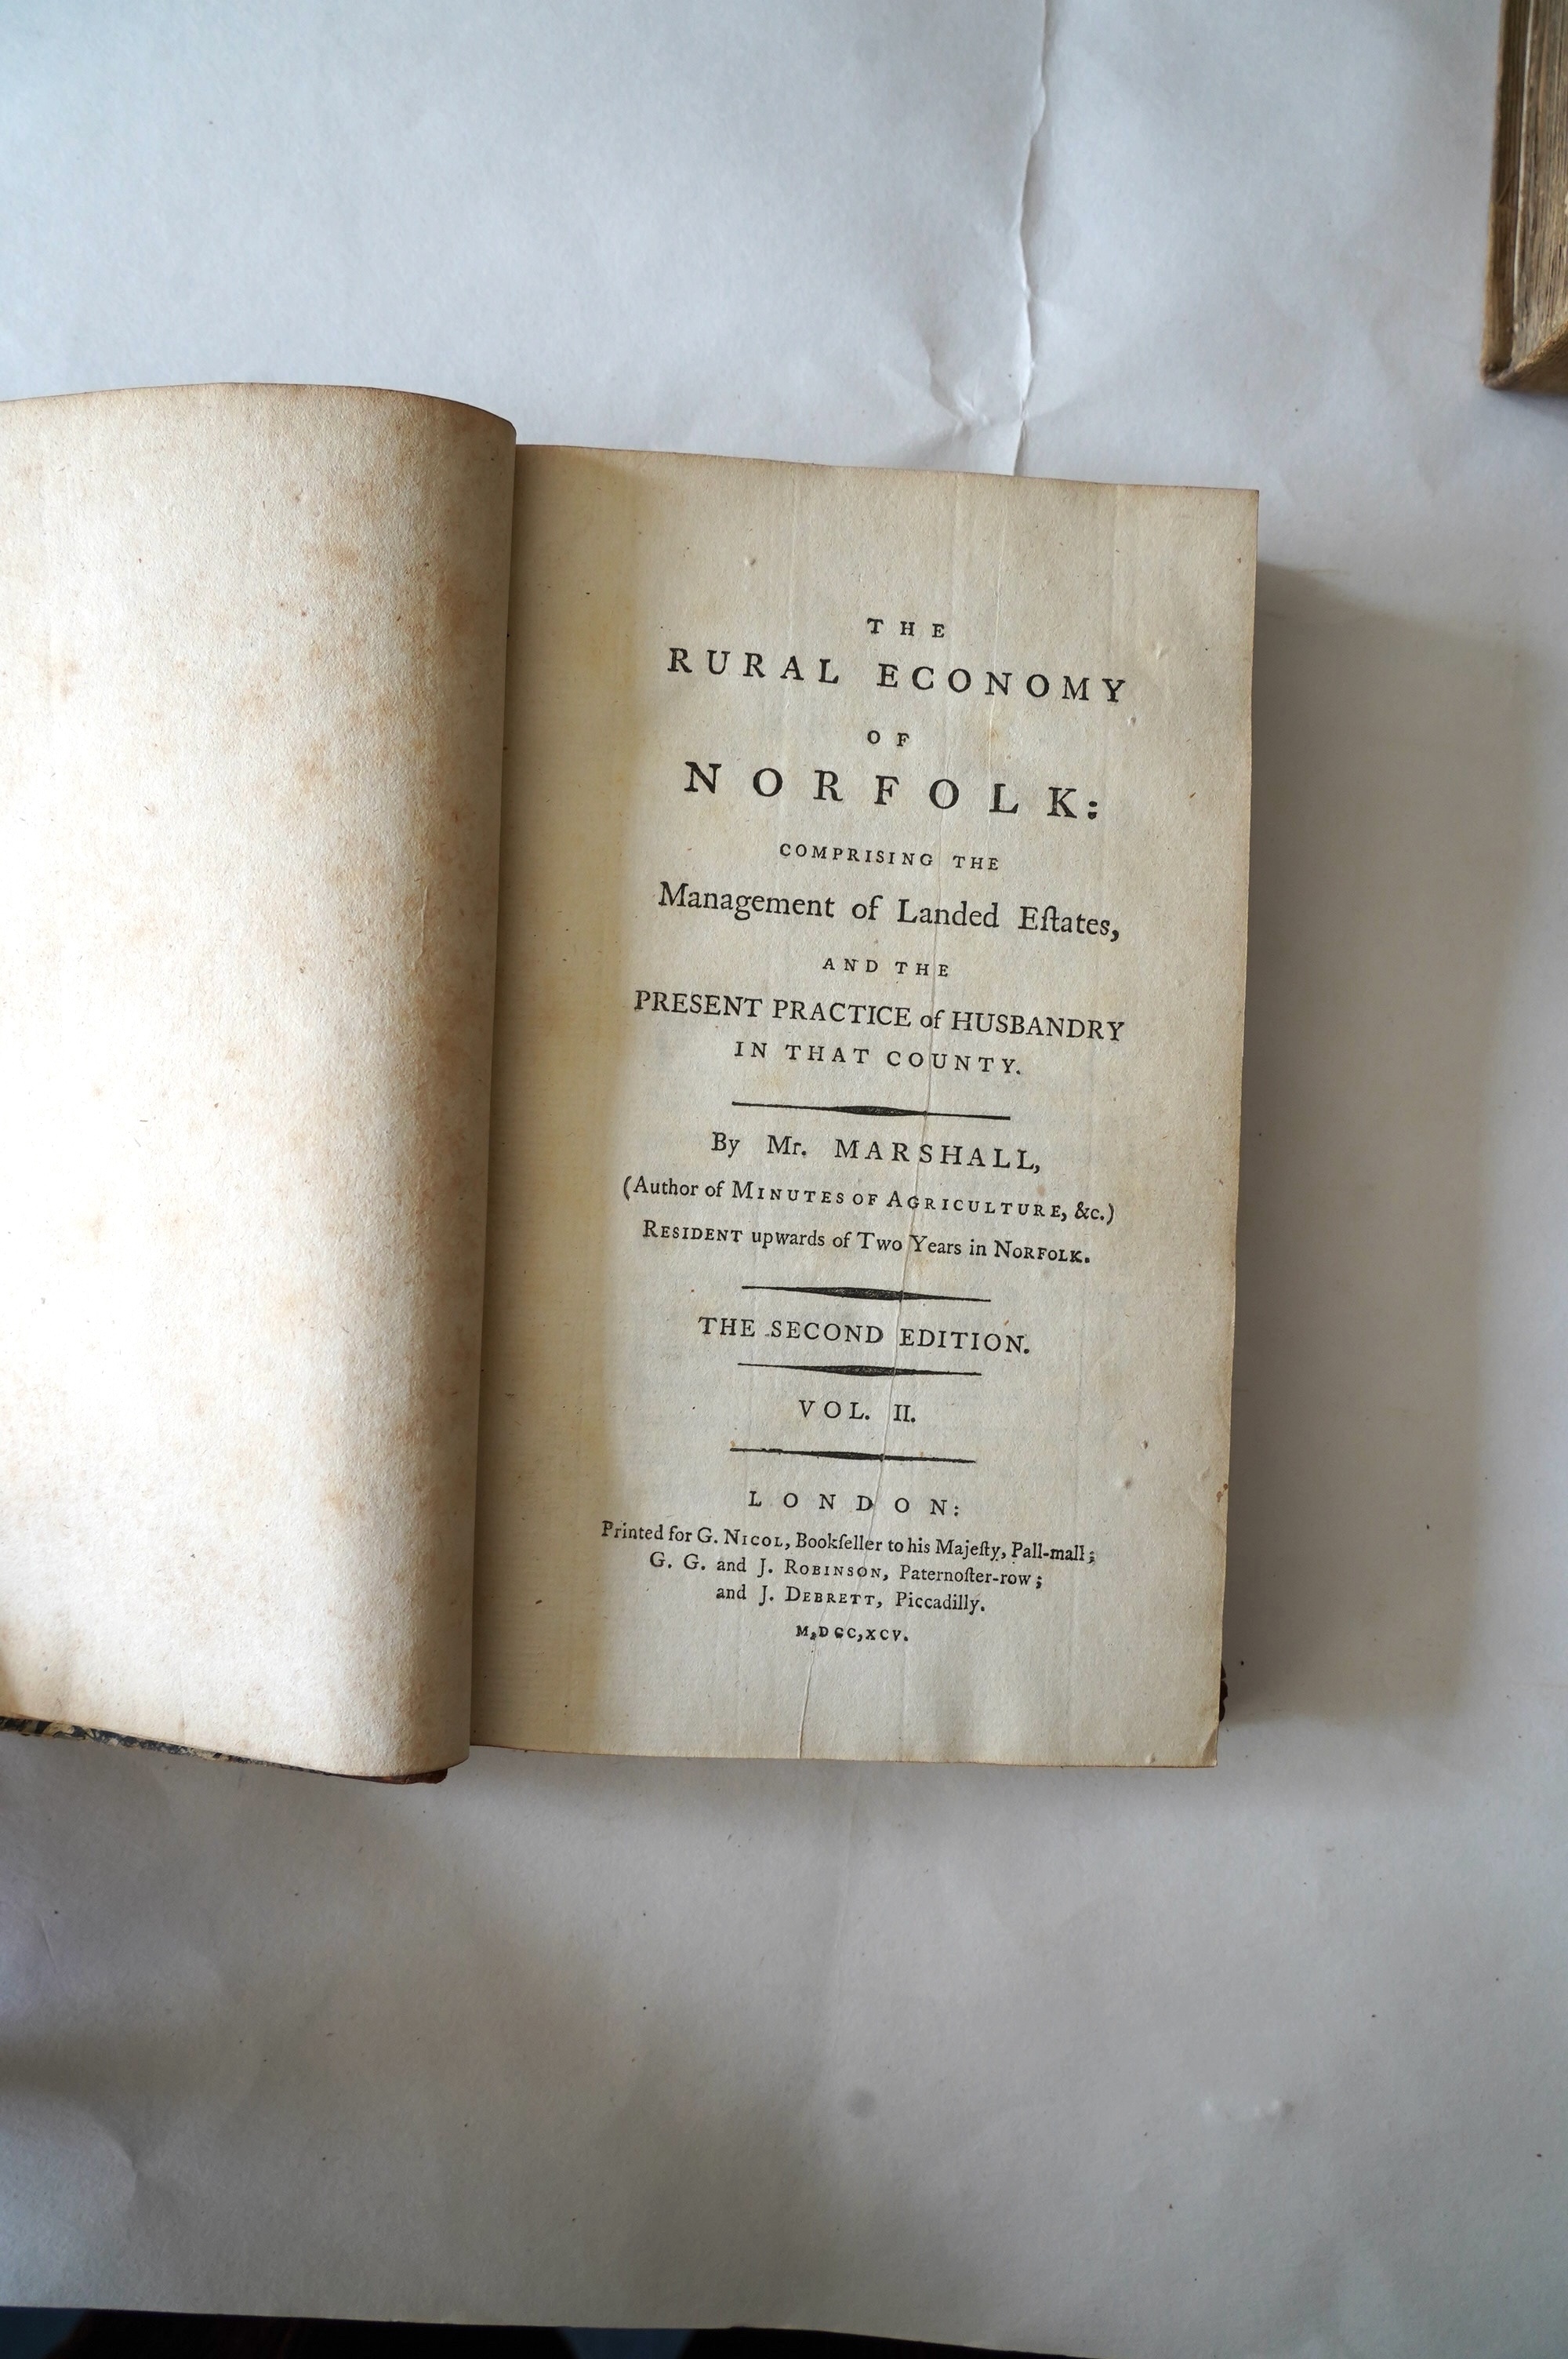 THE
RURAL ECONOMY
OF
NORFOLK:
COMPRISING THE
Management of Landed Eſtates,
AND THE
PRESENT PRACTICE of HUSBANDRY
IN THAT COUNTY.
By Mr. MARSHALL,
(Author of MINUTES OF AGRICULTURE, &c.)
RESIDENT upwards of Two Years in NORFOLK.
THE SECOND EDITION.
VOL. II.
LONDON:
Printed for G. NICOL, Bookſeller to his Majeſty, Pall-mall;
G. G. and J. ROBINSON, Paternoſter-row;
and J. DEBRETT, Piccadilly.
M,DCC,XCV.